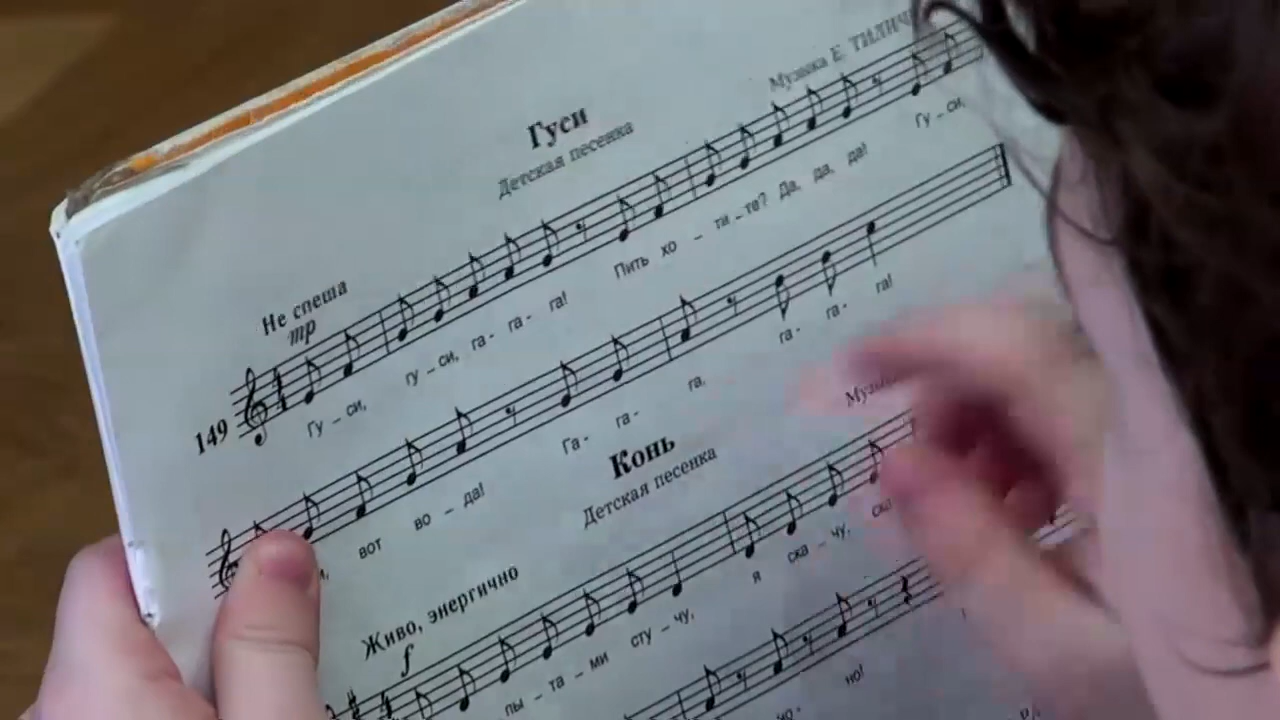 Гуси
Детская песенка
Музыка Е. ТИЛИЧ
Не спеша
mp
149
Гу - си, гу - си, га - га - га! Пить хо - ти - те? Да, да, да! Гу - си,
вот во - да! Га - га - га, га - га - га!
Конь
Детская песенка
Живо, энергично
f
пы - та - ми сту - чу, я ска - чу,
но!